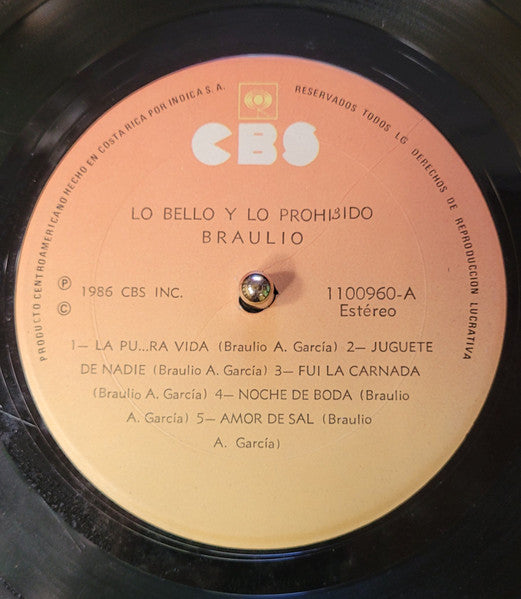 PRODUCTO CENTROAMERICANO HECHO EN COSTA RICA POR INDICA S.A.
RESERVADOS TODOS LG DERECHOS DE REPRODUCCION LUCRATIVA
CBS
LO BELLO Y LO PROHIBIDO
BRAULIO
Ⓟ
© 1986 CBS INC.
1100960-A
Estéreo
1— LA PU...RA VIDA (Braulio A. García) 2— JUGUETE
DE NADIE (Braulio A. García) 3— FUI LA CARNADA
(Braulio A. García) 4— NOCHE DE BODA (Braulio
A. García) 5— AMOR DE SAL (Braulio
A. García)